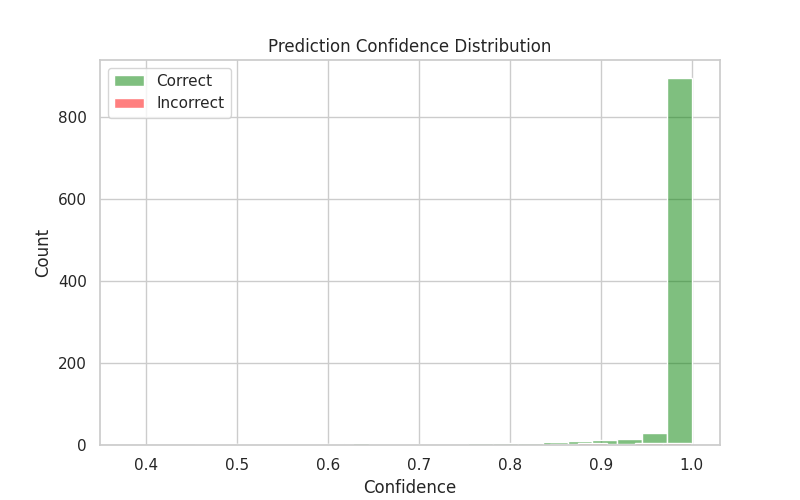 Prediction Confidence Distribution
Correct
Incorrect
800
600
400
200
0
Count
0.4 0.5 0.6 0.7 0.8 0.9 1.0
Confidence